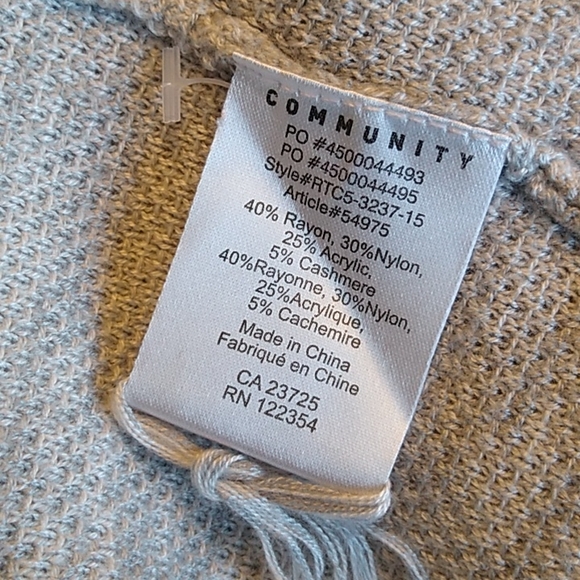 COMMUNITY
PO #4500044493
PO #4500044495
Style#RTC5-3237-15
Article#54975
40% Rayon, 30%Nylon,
25% Acrylic,
5% Cashmere
40%Rayonne, 30%Nylon,
25%Acrylique,
5% Cachemire
Made in China
Fabriqué en Chine
CA 23725
RN 122354